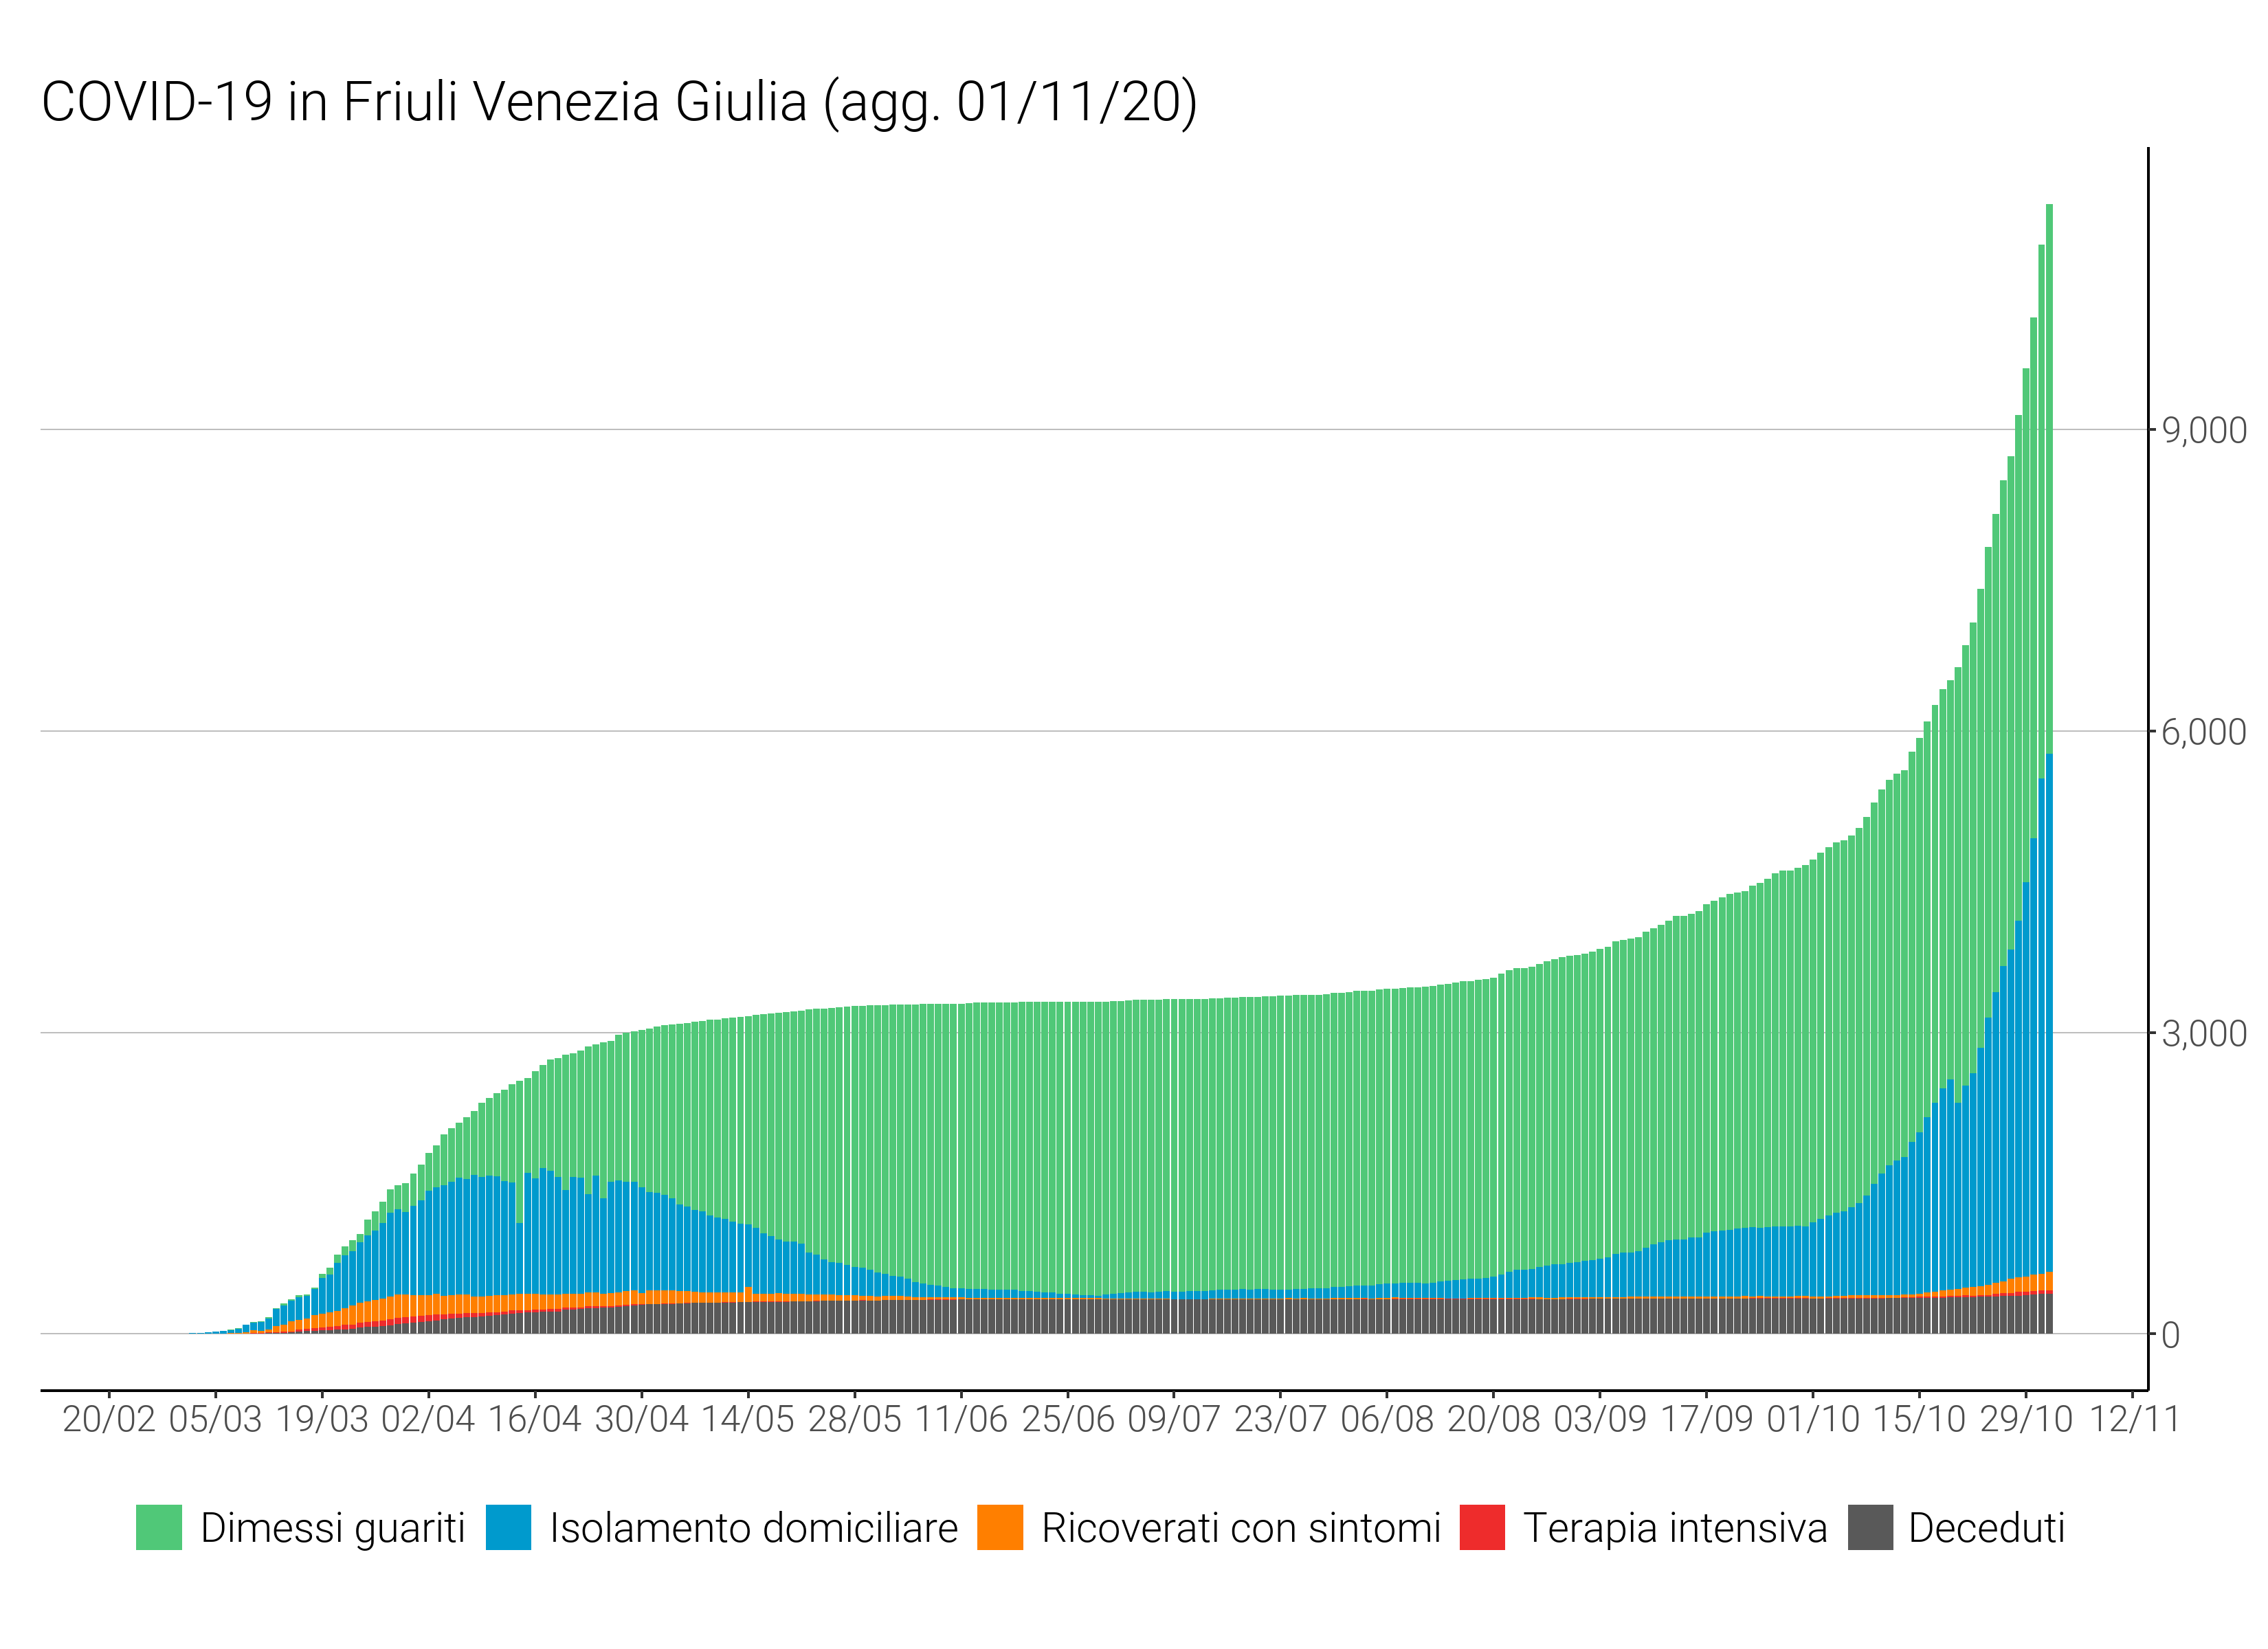 COVID-19 in Friuli Venezia Giulia (agg. 01/11/20)
9,000
6,000
3,000
0
20/02 05/03 19/03 02/04 16/04 30/04 14/05 28/05 11/06 25/06 09/07 23/07 06/08 20/08 03/09 17/09 01/10 15/10 29/10 12/11
Dimessi guariti Isolamento domiciliare Ricoverati con sintomi Terapia intensiva Deceduti